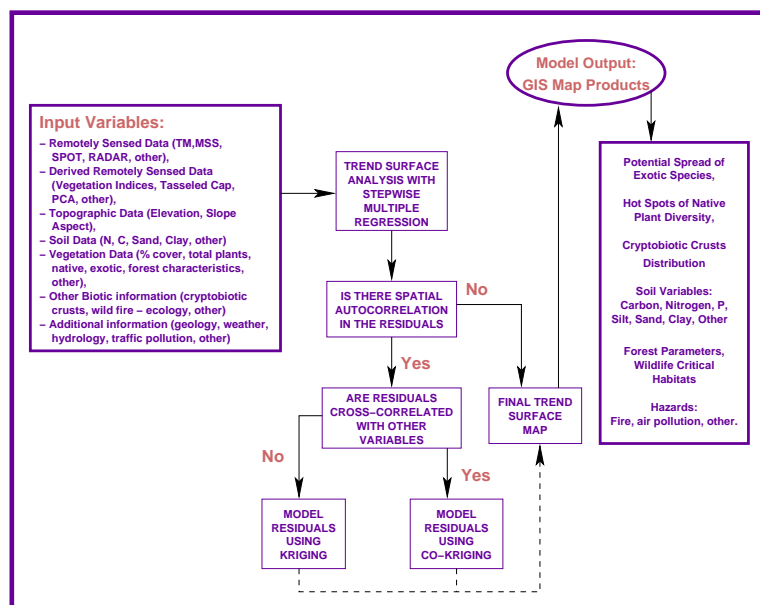 Model Output:
GIS Map Products
Input Variables:
– Remotely Sensed Data (TM,MSS,
SPOT, RADAR, other),
– Derived Remotely Sensed Data
(Vegetation Indices, Tasseled Cap,
PCA, other),
– Topographic Data (Elevation, Slope
Aspect),
– Soil Data (N, C, Sand, Clay, other)
– Vegetation Data (% cover, total plants,
native, exotic, forest characteristics,
other),
– Other Biotic information (cryptobiotic
crusts, wild fire – ecology, other)
– Additional information (geology, weather,
hydrology, traffic pollution, other)
TREND SURFACE
ANALYSIS WITH
STEPWISE
MULTIPLE
REGRESSION
IS THERE SPATIAL
AUTOCORRELATION
IN THE RESIDUALS
No
Yes
ARE RESIDUALS
CROSS–CORRELATED
WITH OTHER
VARIABLES
FINAL TREND
SURFACE
MAP
No
Yes
MODEL
RESIDUALS
USING
KRIGING
MODEL
RESIDUALS
USING
CO–KRIGING
Potential Spread of
Exotic Species,
Hot Spots of Native
Plant Diversity,
Cryptobiotic Crusts
Distribution
Soil Variables:
Carbon, Nitrogen, P,
Silt, Sand, Clay, Other
Forest Parameters,
Wildlife Critical
Habitats
Hazards:
Fire, air pollution, other.